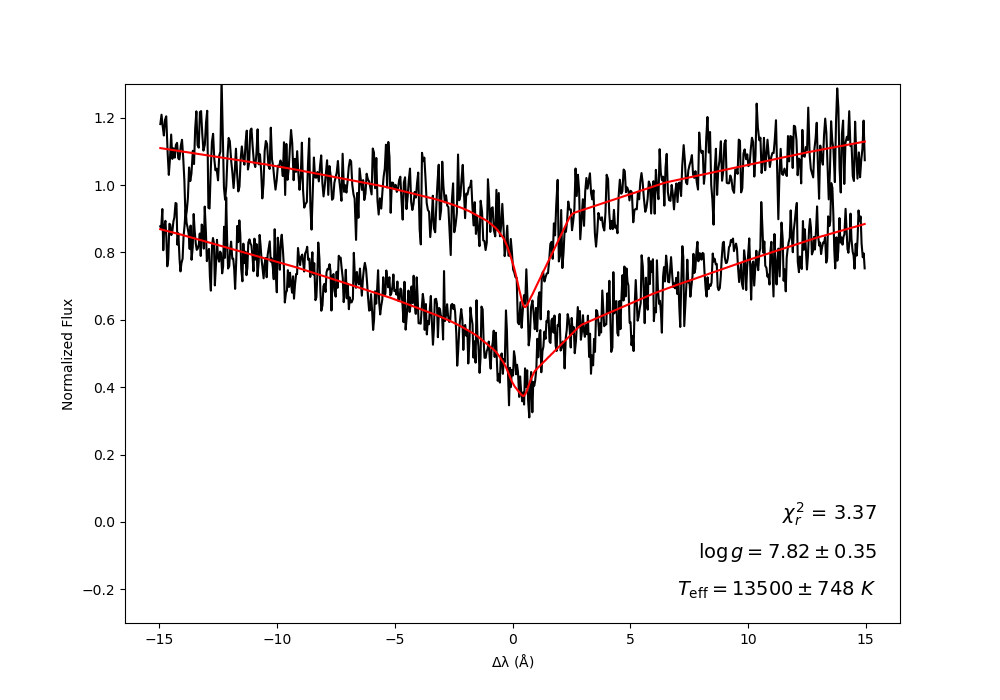 1.2
1.0
0.8
0.6
0.4
0.2
0.0
−0.2
Normalized Flux
χ²ᵣ = 3.37
log g = 7.82 ± 0.35
T_eff = 13500 ± 748 K
−15 −10 −5 0 5 10 15
Δλ (Å)